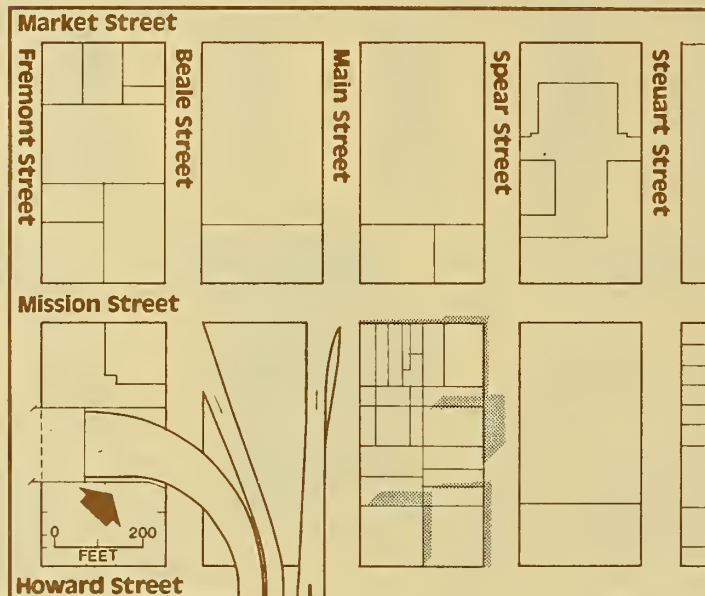 Market Street
Fremont Street
Beale Street
Main Street
Spear Street
Steuart Street
Mission Street
0 200
FEET
Howard Street